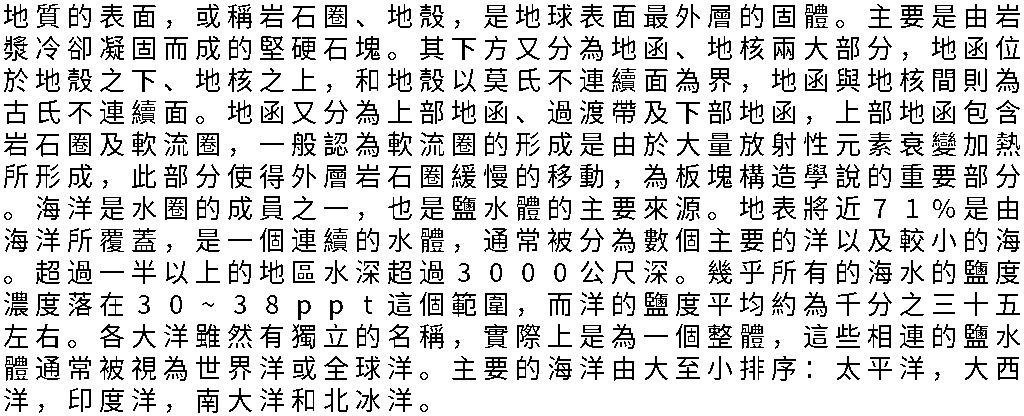 地質的表面，或稱岩石圈、地殼，是地球表面最外層的固體。主要是由岩
漿冷卻凝固而成的堅硬石塊。其下方又分為地函、地核兩大部分，地函位
於地殼之下、地核之上，和地殼以莫氏不連續面為界，地函與地核間則為
古氏不連續面。地函又分為上部地函、過渡帶及下部地函，上部地函包含
岩石圈及軟流圈，一般認為軟流圈的形成是由於大量放射性元素衰變加熱
所形成，此部分使得外層岩石圈緩慢的移動，為板塊構造學說的重要部分
。海洋是水圈的成員之一，也是鹽水體的主要來源。地表將近７１％是由
海洋所覆蓋，是一個連續的水體，通常被分為數個主要的洋以及較小的海
。超過一半以上的地區水深超過３０００公尺深。幾乎所有的海水的鹽度
濃度落在３０～３８ｐｐｔ這個範圍，而洋的鹽度平均約為千分之三十五
左右。各大洋雖然有獨立的名稱，實際上是為一個整體，這些相連的鹽水
體通常被視為世界洋或全球洋。主要的海洋由大至小排序：太平洋，大西
洋，印度洋，南大洋和北冰洋。